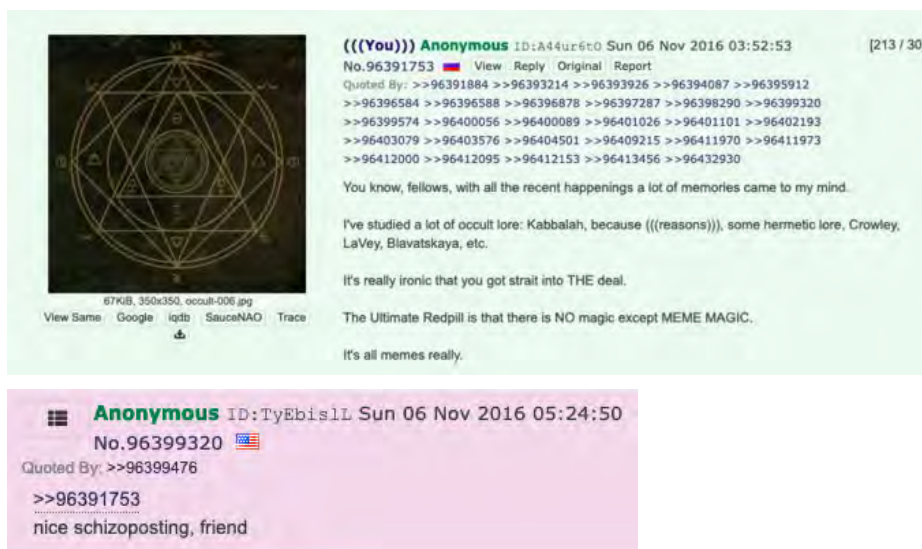 (((You))) Anonymous ID:A44ur6t0 Sun 06 Nov 2016 03:52:53 [213 / 30
No.96391753 View Reply Original Report
Quoted By: >>96391884 >>96393214 >>96393926 >>96394087 >>96395912
>>96396584 >>96396588 >>96396878 >>96397287 >>96398290 >>96399320
>>96399574 >>96400056 >>96400089 >>96401026 >>96401101 >>96402193
>>96403079 >>96403576 >>96404501 >>96409215 >>96411970 >>96411973
>>96412000 >>96412095 >>96412153 >>96413456 >>96432930
You know, fellows, with all the recent happenings a lot of memories came to my mind.
I've studied a lot of occult lore: Kabbalah, because (((reasons))), some hermetic lore, Crowley,
LaVey, Blavatskaya, etc.
It's really ironic that you got strait into THE deal.
The Ultimate Redpill is that there is NO magic except MEME MAGIC.
It's all memes really.
67KiB, 350x350, occult-006.jpg
View Same Google iqdb SauceNAO Trace
Anonymous ID:TyEbislL Sun 06 Nov 2016 05:24:50
No.96399320
Quoted By: >>96399476
>>96391753
nice schizoposting, friend